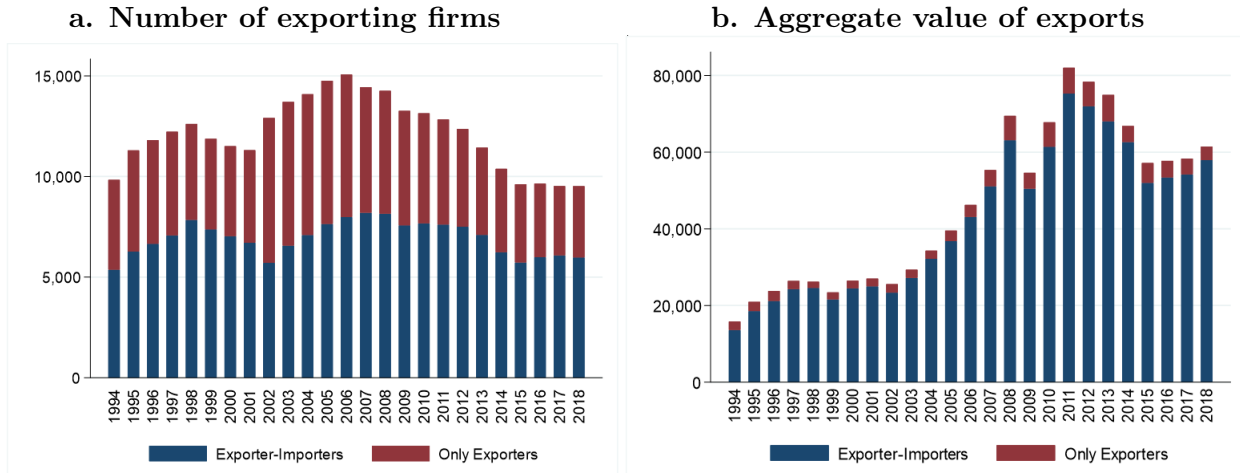 a. Number of exporting firms
15,000
10,000
5,000
0
1994 1995 1996 1997 1998 1999 2000 2001 2002 2003 2004 2005 2006 2007 2008 2009 2010 2011 2012 2013 2014 2015 2016 2017 2018
Exporter-Importers Only Exporters
b. Aggregate value of exports
80,000
60,000
40,000
20,000
0
1994 1995 1996 1997 1998 1999 2000 2001 2002 2003 2004 2005 2006 2007 2008 2009 2010 2011 2012 2013 2014 2015 2016 2017 2018
Exporter-Importers Only Exporters